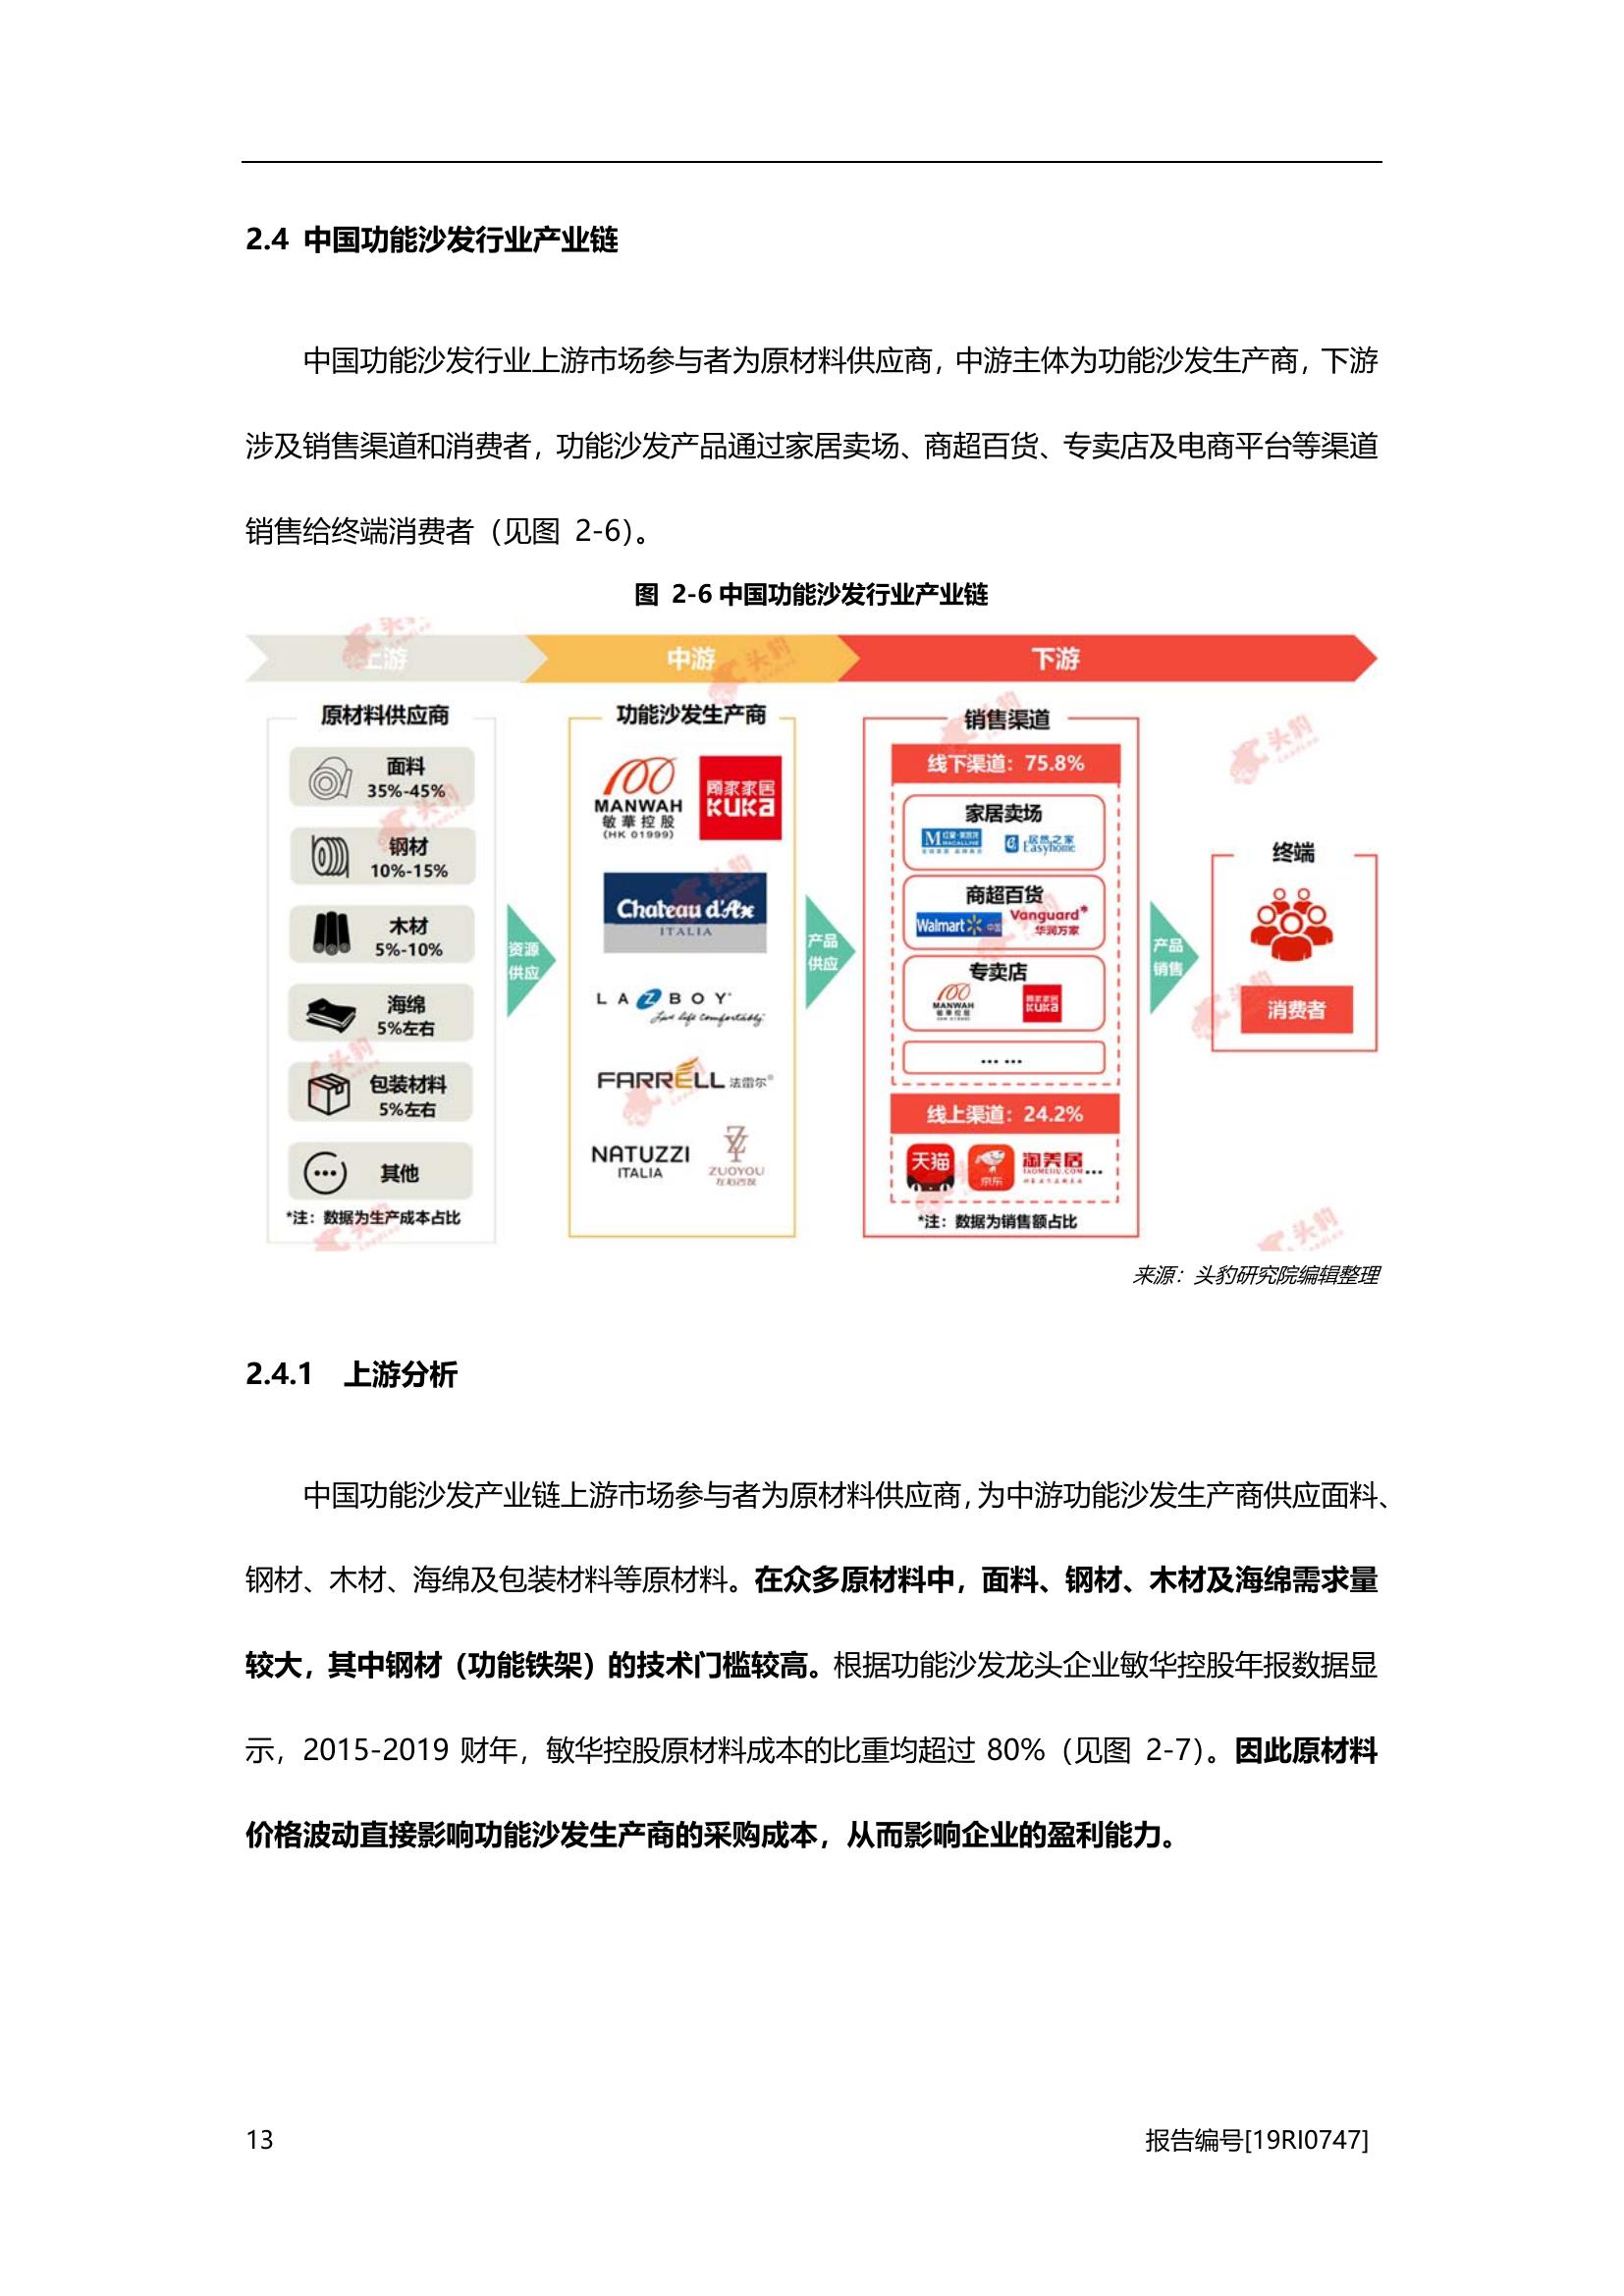 2.4 中国功能沙发行业产业链
中国功能沙发行业上游市场参与者为原材料供应商，中游主体为功能沙发生产商，下游
涉及销售渠道和消费者，功能沙发产品通过家居卖场、商超百货、专卖店及电商平台等渠道
销售给终端消费者（见图 2-6）。
图 2-6 中国功能沙发行业产业链
上游
中游
下游
原材料供应商
面料
35%-45%
钢材
10%-15%
木材
5%-10%
海绵
5%左右
包装材料
5%左右
其他
*注：数据为生产成本占比
资源
供应
功能沙发生产商
MANWAH
敏華控股
(HK 01999)
顾家家居
KUKa
Chateau d'Ax
ITALIA
LAZBOY
Live life comfortably
FARRELL 法雷尔®
NATUZZI
ITALIA
ZUOYOU
产品
供应
销售渠道
线下渠道：75.8%
家居卖场
MACALLINE
居然之家
Easyhome
商超百货
Walmart 中国
Vanguard
华润万家
专卖店
MANWAH
敏華控股
顾家家居
KUKa
... ...
线上渠道：24.2%
天猫
京东
淘美居
TAOMEIJU.COM
...
*注：数据为销售额占比
产品
销售
终端
消费者
头豹
LeadLeo
来源：头豹研究院编辑整理
2.4.1 上游分析
中国功能沙发产业链上游市场参与者为原材料供应商，为中游功能沙发生产商供应面料、
钢材、木材、海绵及包装材料等原材料。在众多原材料中，面料、钢材、木材及海绵需求量
较大，其中钢材（功能铁架）的技术门槛较高。根据功能沙发龙头企业敏华控股年报数据显
示，2015-2019 财年，敏华控股原材料成本的比重均超过 80%（见图 2-7）。因此原材料
价格波动直接影响功能沙发生产商的采购成本，从而影响企业的盈利能力。
13
报告编号[19RI0747]